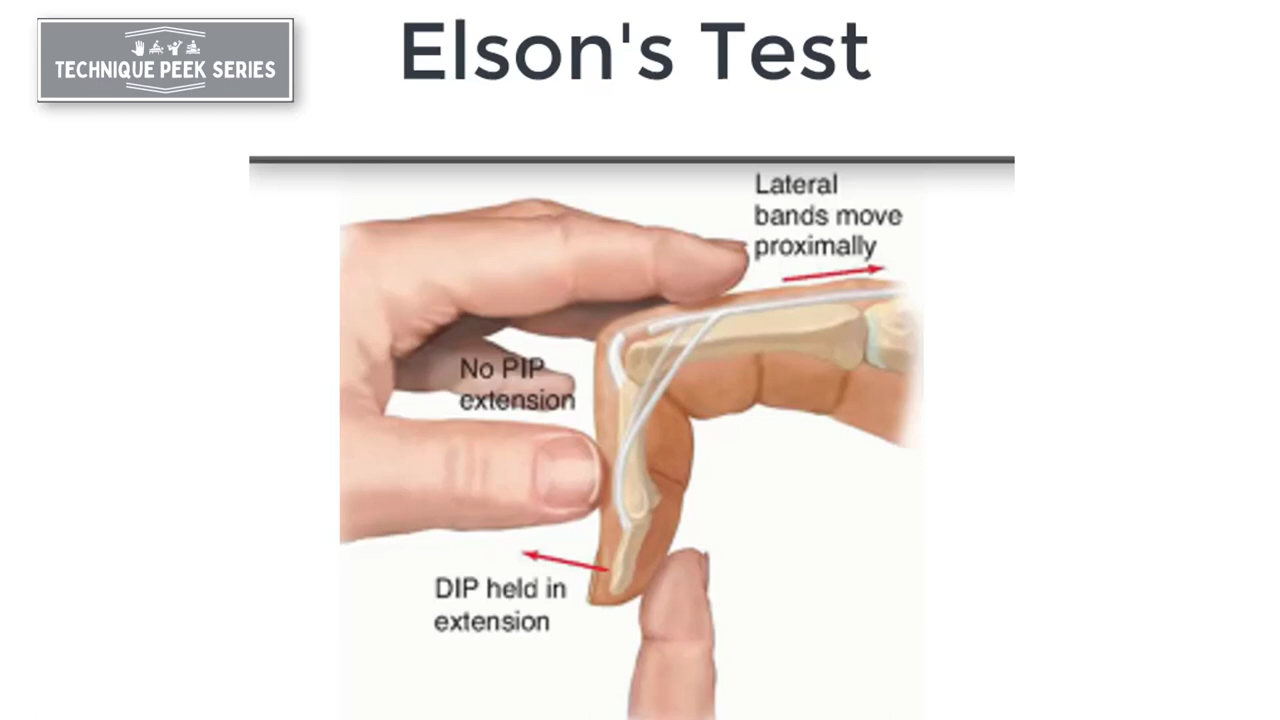 TECHNIQUE PEEK SERIES
Elson's Test
Lateral
bands move
proximally
No PIP
extension
DIP held in
extension